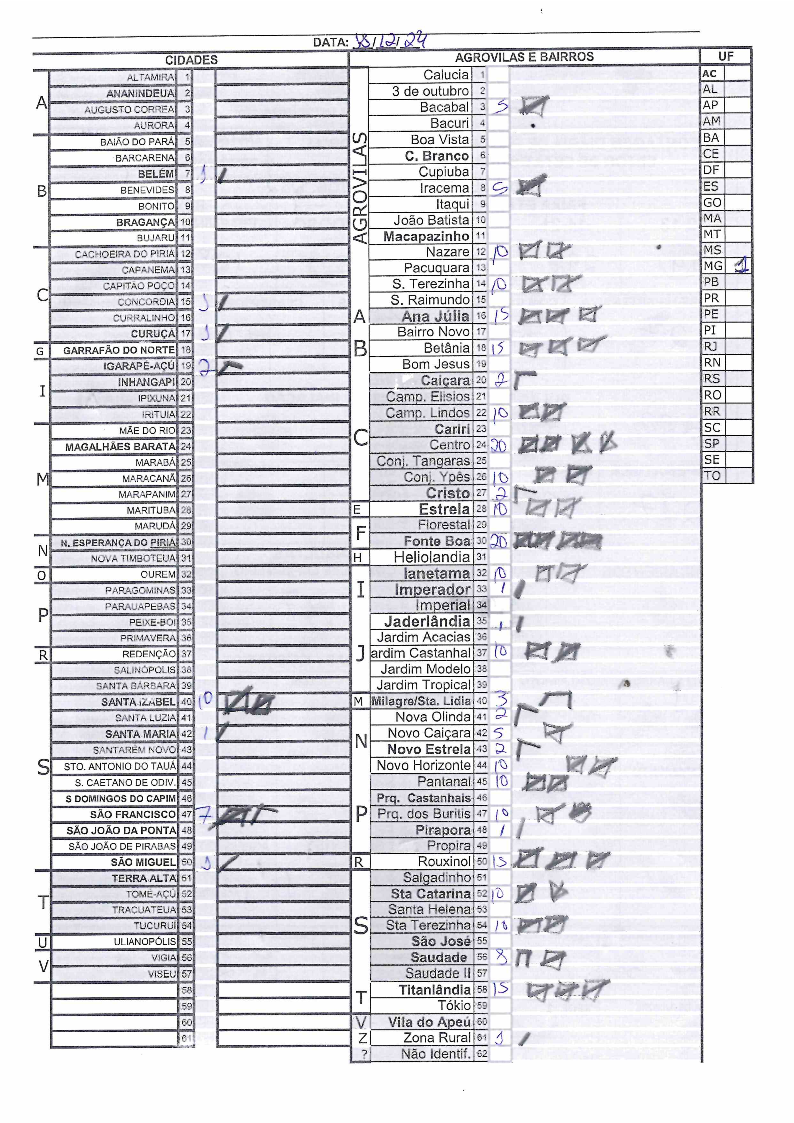 DATA: 18/12/24
CIDADES
A
ALTAMIRA 1
ANANINDEUA 2
AUGUSTO CORREA 3
AURORA 4
B
BAIÃO DO PARÁ 5
BARCARENA 6
BELÉM 7 1
BENEVIDES 8
BONITO 9
BRAGANÇA 10
BUJARU 11
C
CACHOEIRA DO PIRIA 12
CAPANEMA 13
CAPITÃO POÇO 14
CONCORDIA 15 1
CURRALINHO 16
CURUÇA 17 1
G
GARRAFÃO DO NORTE 18
I
IGARAPÉ-AÇÚ 19 2
INHANGAPI 20
IPIXUNA 21
IRITUIA 22
M
MÃE DO RIO 23
MAGALHÃES BARATA 24
MARABÁ 25
MARACANÃ 26
MARAPANIM 27
MARITUBA 28
MARUDÁ 29
N
N. ESPERANÇA DO PIRIA 30
NOVA TIMBOTEUA 31
O
OUREM 32
P
PARAGOMINAS 33
PARAUAPEBAS 34
PEIXE-BOI 35
PRIMAVERA 36
R
REDENÇÃO 37
S
SALINÓPOLIS 38
SANTA BÁRBARA 39
SANTA IZABEL 40 10
SANTA LUZIA 41
SANTA MARIA 42 1
SANTARÉM NOVO 43
STO. ANTONIO DO TAUÁ 44
S. CAETANO DE ODIV. 45
S DOMINGOS DO CAPIM 46
SÃO FRANCISCO 47 7
SÃO JOÃO DA PONTA 48
SÃO JOÃO DE PIRABAS 49
SÃO MIGUEL 50 1
T
TERRA-ALTA 51
TOMÉ-AÇÚ 52
TRACUATEUA 53
TUCURUÍ 54
U
ULIANOPÓLIS 55
V
VIGIA 56
VISEU 57
58
59
60
61
AGROVILAS E BAIRROS
AGROVILAS
Calucia 1
3 de outubro 2
Bacabal 3 5
Bacuri 4
Boa Vista 5
C. Branco 6
Cupiuba 7
Iracema 8 5
Itaqui 9
João Batista 10
Macapazinho 11
Nazare 12 10
Pacuquara 13
S. Terezinha 14 10
S. Raimundo 15
A
Ana Júlia 16 15
B
Bairro Novo 17
Betânia 18 15
Bom Jesus 19
C
Caiçara 20 2
Camp. Elísios 21
Camp. Lindos 22 10
Cariri 23
Centro 24 20
Conj. Tangaras 25
Conj. Ypês 26 10
Cristo 27 2
E
Estrela 28 10
F
Florestal 29
Fonte Boa 30 20
H
Heliolandia 31
I
Ianetama 32 10
Imperador 33 1
Imperial 34
J
Jaderlândia 35 1
Jardim Acacias 36
ardim Castanhal 37 10
Jardim Modelo 38
Jardim Tropical 39
M
Milagre/Sta. Lidia 40 3
N
Nova Olinda 41 2
Novo Caiçara 42 5
Novo Estrela 43 2
Novo Horizonte 44 10
P
Pantanal 45 10
Prq. Castanhais 46
Prq. dos Buritis 47 10
Pirapora 48 1
Propira 49
R
Rouxinol 50 15
S
Salgadinho 51
Sta Catarina 52 10
Santa Helena 53
Sta Terezinha 54 10
São José 55
Saudade 56 8
Saudade II 57
T
Titanlândia 58 15
Tókio 59
V
Vila do Apeú 60
Z
Zona Rural 61 1
?
Não Identif. 62
UF
AC
AL
AP
AM
BA
CE
DF
ES
GO
MA
MT
MS
MG 1
PB
PR
PE
PI
RJ
RN
RS
RO
RR
SC
SP
SE
TO